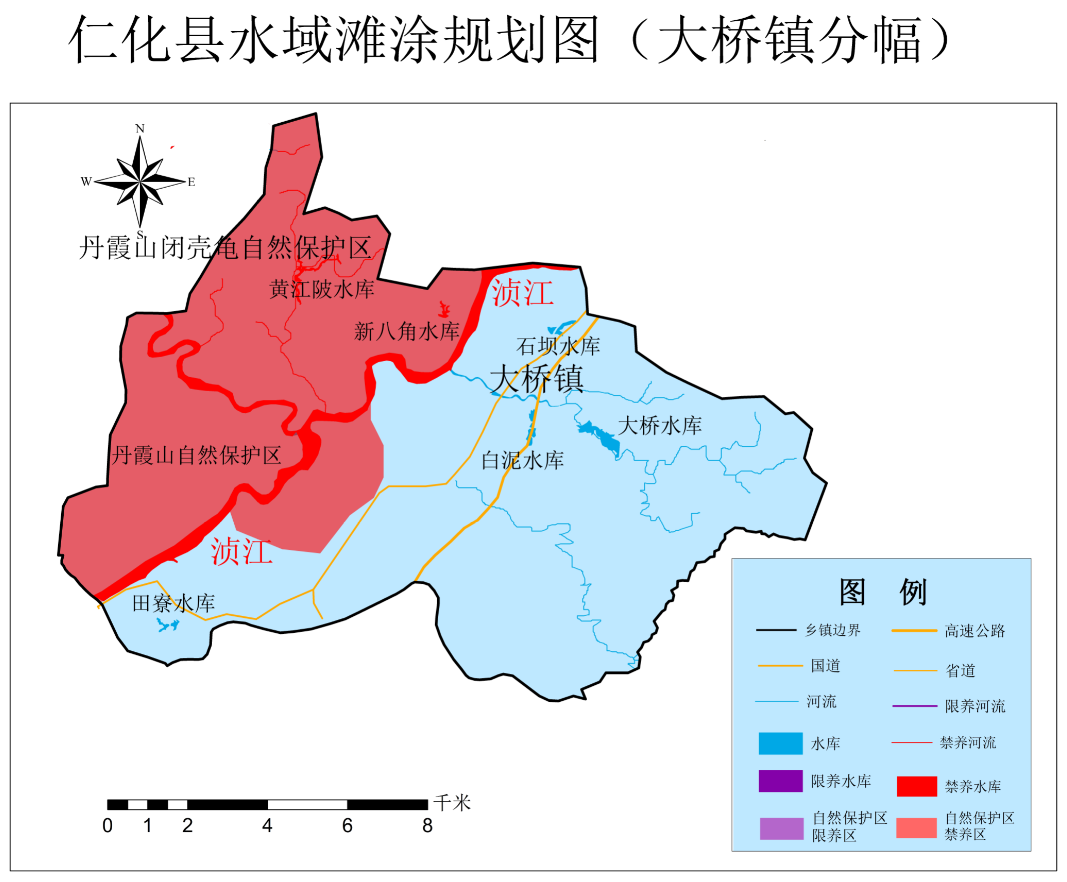 仁化县水域滩涂规划图（大桥镇分幅）
N
W
E
S
丹霞山闭壳龟自然保护区
黄江陂水库
浈江
新八角水库
石坝水库
大桥镇
大桥水库
丹霞山自然保护区
白泥水库
浈江
田寮水库
图 例
乡镇边界
高速公路
国道
省道
河流
限养河流
水库
禁养河流
限养水库
禁养水库
自然保护区
限养区
自然保护区
禁养区
千米
0 1 2 4 6 8